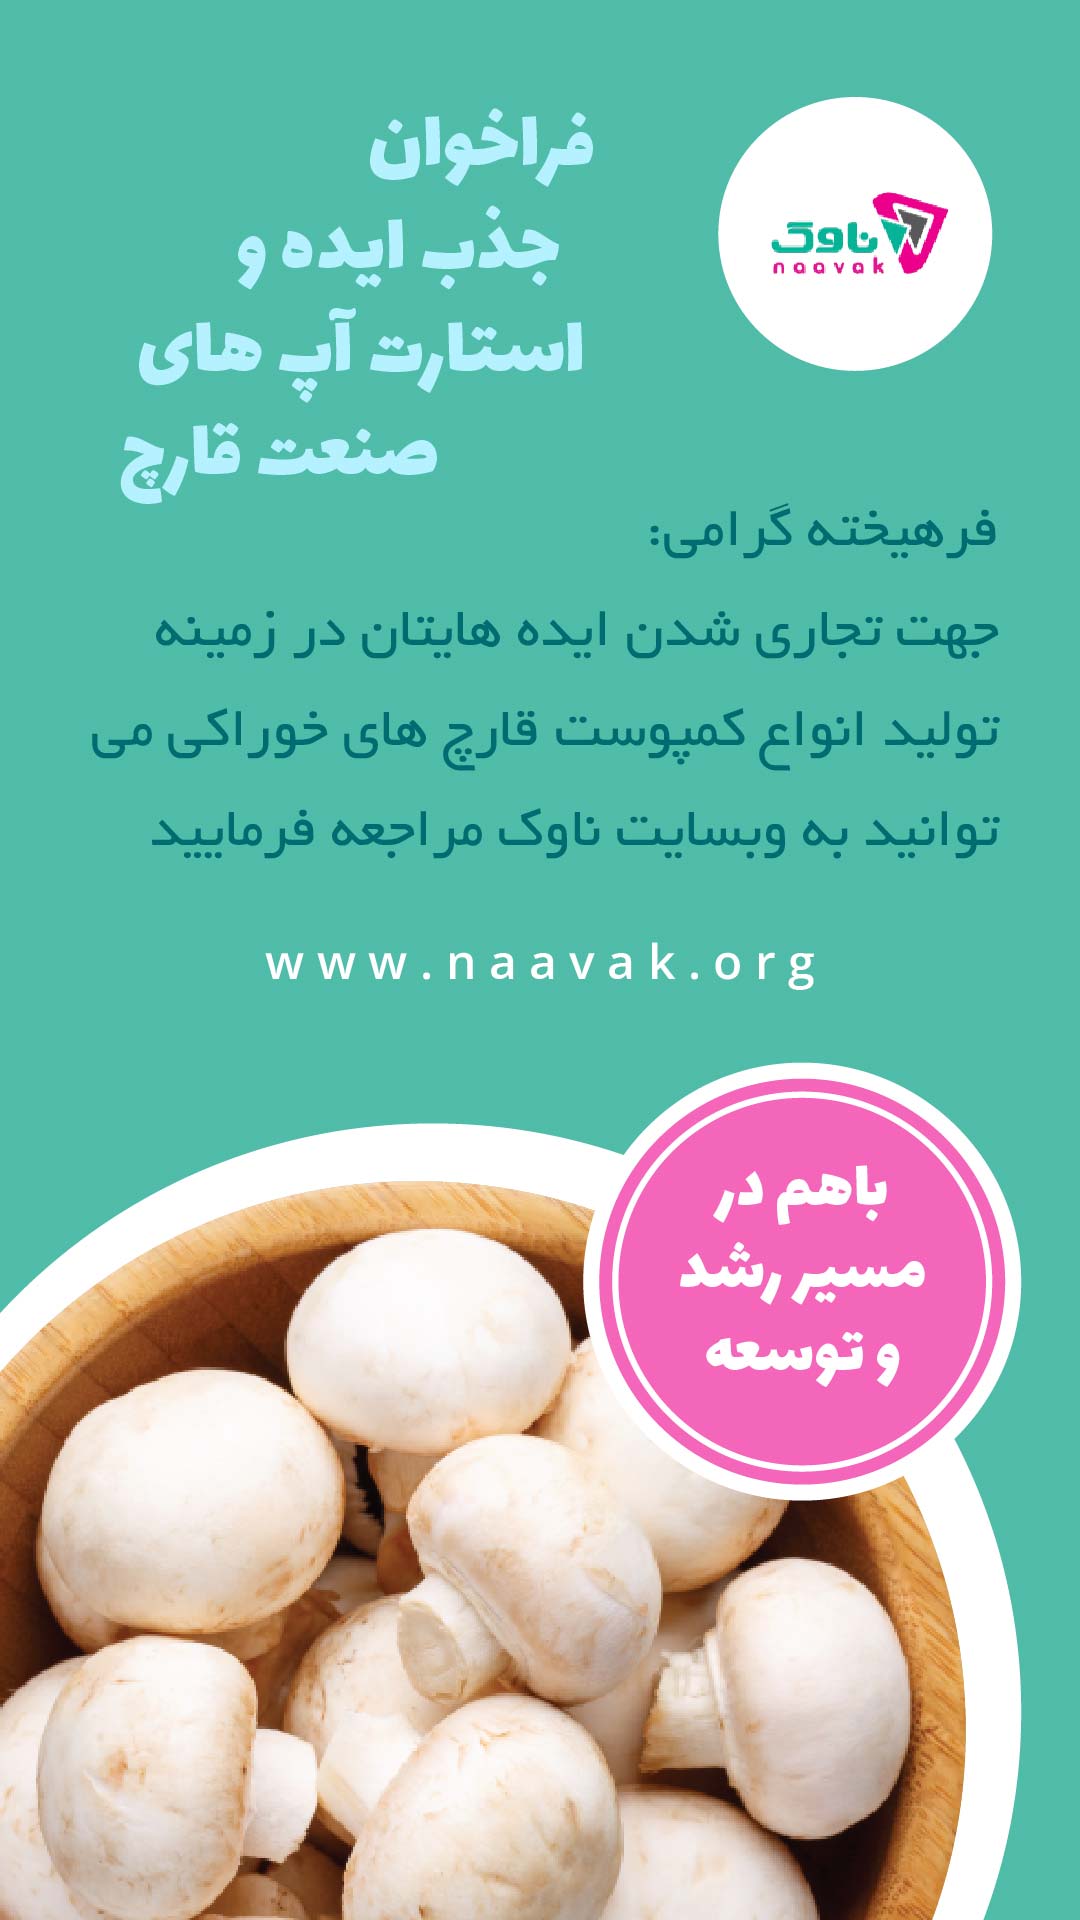 فراخوان
جذب ایده و
استارت آپ های
صنعت قارچ
ناوک
naavak
فرهیخته گرامی:
جهت تجاری شدن ایده هایتان در زمینه
تولید انواع کمپوست قارچ های خوراکی می
توانید به وبسایت ناوک مراجعه فرمایید
www.naavak.org
باهم در
مسیر رشد
و توسعه